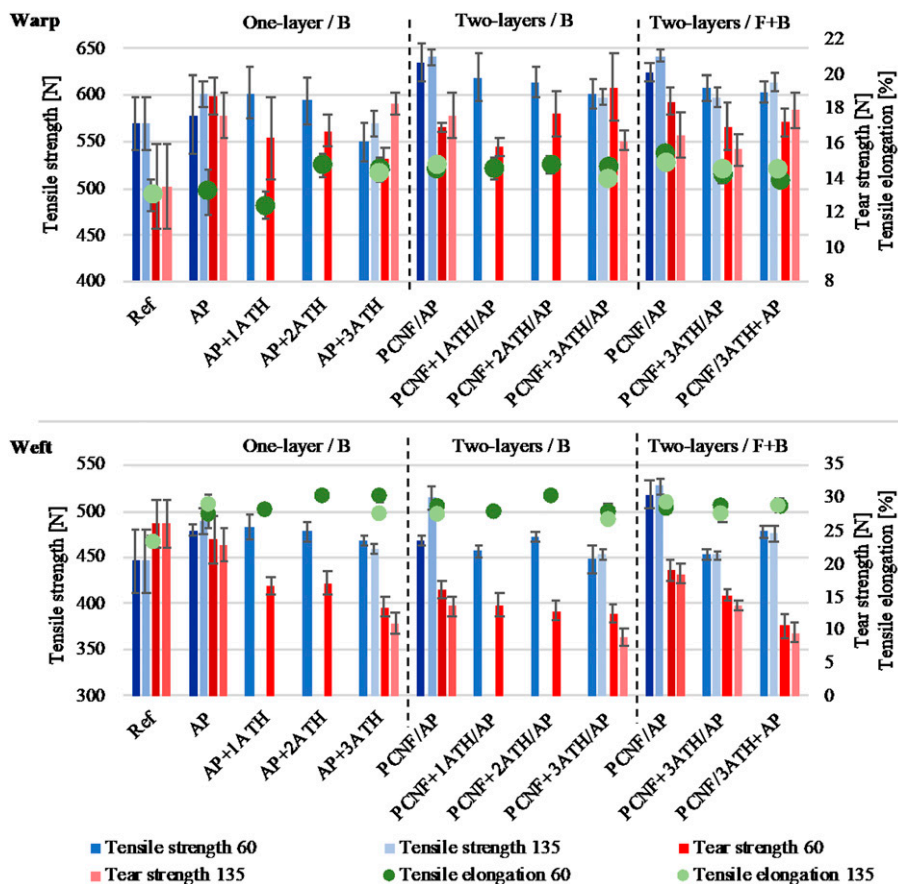 Warp
One-layer / B
Two-layers / B
Two-layers / F+B
Tensile strength [N]
650
600
550
500
450
400
22
20
18
16
14
12
10
8
Tear strength [N]
Tensile elongation [%]
Ref
AP
AP+1ATH
AP+2ATH
AP+3ATH
PCNF/AP
PCNF+1ATH/AP
PCNF+2ATH/AP
PCNF+3ATH/AP
PCNF/AP
PCNF+3ATH/AP
PCNF/3ATH+AP
Weft
One-layer / B
Two-layers / B
Two-layers / F+B
Tensile strength [N]
550
500
450
400
350
300
35
30
25
20
15
10
5
0
Tear strength [N]
Tensile elongation [%]
Ref
AP
AP+1ATH
AP+2ATH
AP+3ATH
PCNF/AP
PCNF+1ATH/AP
PCNF+2ATH/AP
PCNF+3ATH/AP
PCNF/AP
PCNF+3ATH/AP
PCNF/3ATH+AP
Tensile strength 60
Tensile strength 135
Tear strength 60
Tear strength 135
Tensile elongation 60
Tensile elongation 135